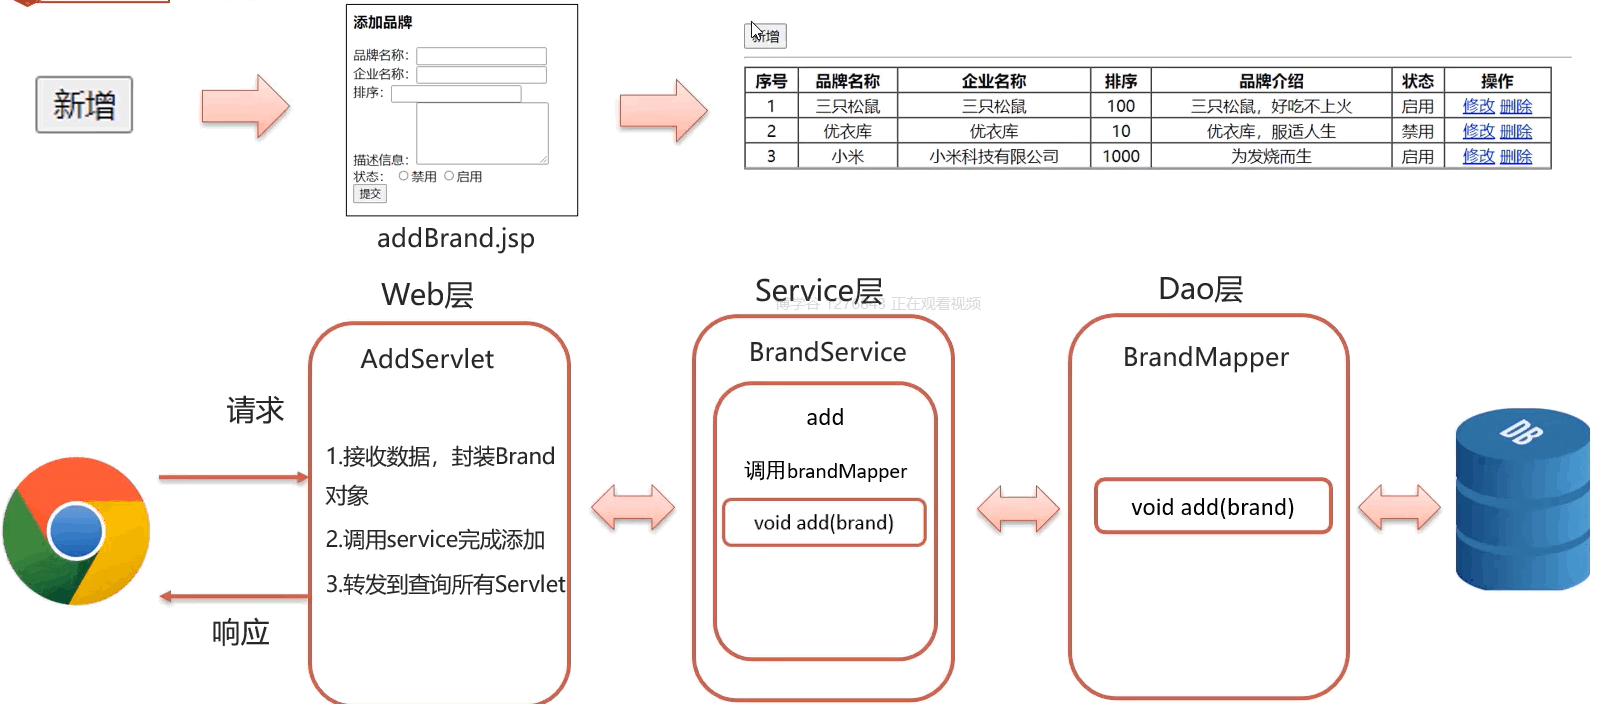 新增
添加品牌
品牌名称：
企业名称：
排序：
描述信息：
状态： 禁用 启用
提交
addBrand.jsp
新增
序号 品牌名称 企业名称 排序 品牌介绍 状态 操作
1 三只松鼠 三只松鼠 100 三只松鼠，好吃不上火 启用 修改 删除
2 优衣库 优衣库 10 优衣库，服适人生 禁用 修改 删除
3 小米 小米科技有限公司 1000 为发烧而生 启用 修改 删除
请求
响应
Web层
AddServlet
1.接收数据，封装Brand
对象
2.调用service完成添加
3.转发到查询所有Servlet
Service层
正在观看视频
BrandService
add
调用brandMapper
void add(brand)
Dao层
BrandMapper
void add(brand)
DB